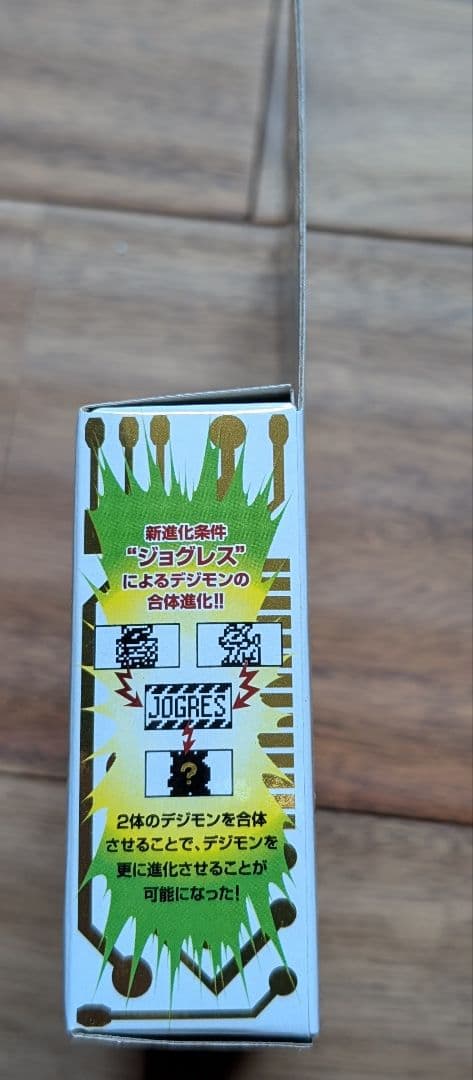 新進化条件
“ジョグレス”
によるデジモンの
合体進化!!
JOGRES
?
2体のデジモンを合体
させることで、デジモンを
更に進化させることが
可能になった!